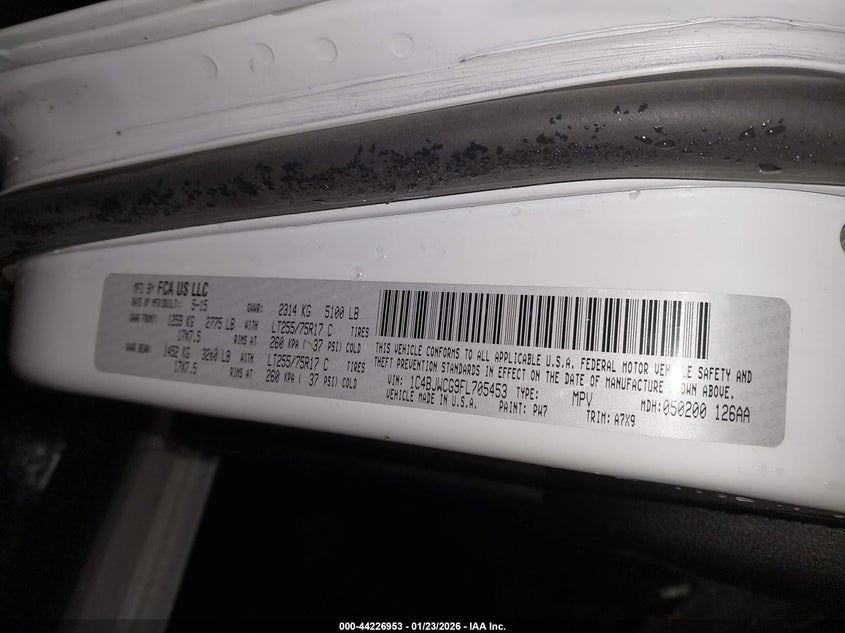 MFD BY FCA US LLC
DATE OF MFR(BUILT): 5-15 GVWR: 2314 KG 5100 LB
GAWR FRONT: 1259 KG 2775 LB WITH LT255/75R17 C TIRES
17X7.5 RIMS AT 260 KPA ( 37 PSI) COLD
GAWR REAR: 1452 KG 3200 LB WITH LT255/75R17 C TIRES
17X7.5 RIMS AT 260 KPA ( 37 PSI) COLD
THIS VEHICLE CONFORMS TO ALL APPLICABLE U.S.A. FEDERAL MOTOR VEHICLE SAFETY AND
THEFT PREVENTION STANDARDS IN EFFECT ON THE DATE OF MANUFACTURE SHOWN ABOVE.
VIN: 1C4BJWCG9FL705453 TYPE: MPV MDH: 050200 126AA
VEHICLE MADE IN U.S.A. PAINT: PW7 TRIM: A7X9
000-44226953 - 01/23/2026 - IAA Inc.